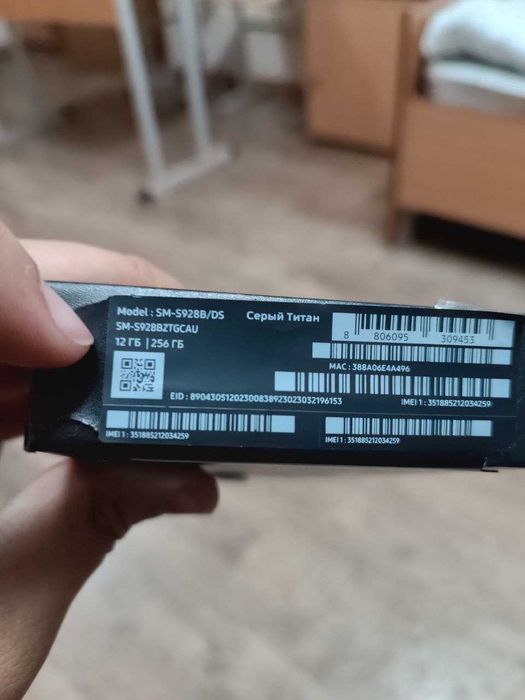 Model : SM-S928B/DS Серый Титан
SM-S928BZTGCAU
12 ГБ | 256 ГБ
8 806095 309453
MAC : 388A06E4A496
EID : 89043051202300838923023032196153
IMEI 1 : 351885212034259
IMEI 1 : 351885212034259
IMEI 1 : 351885212034259